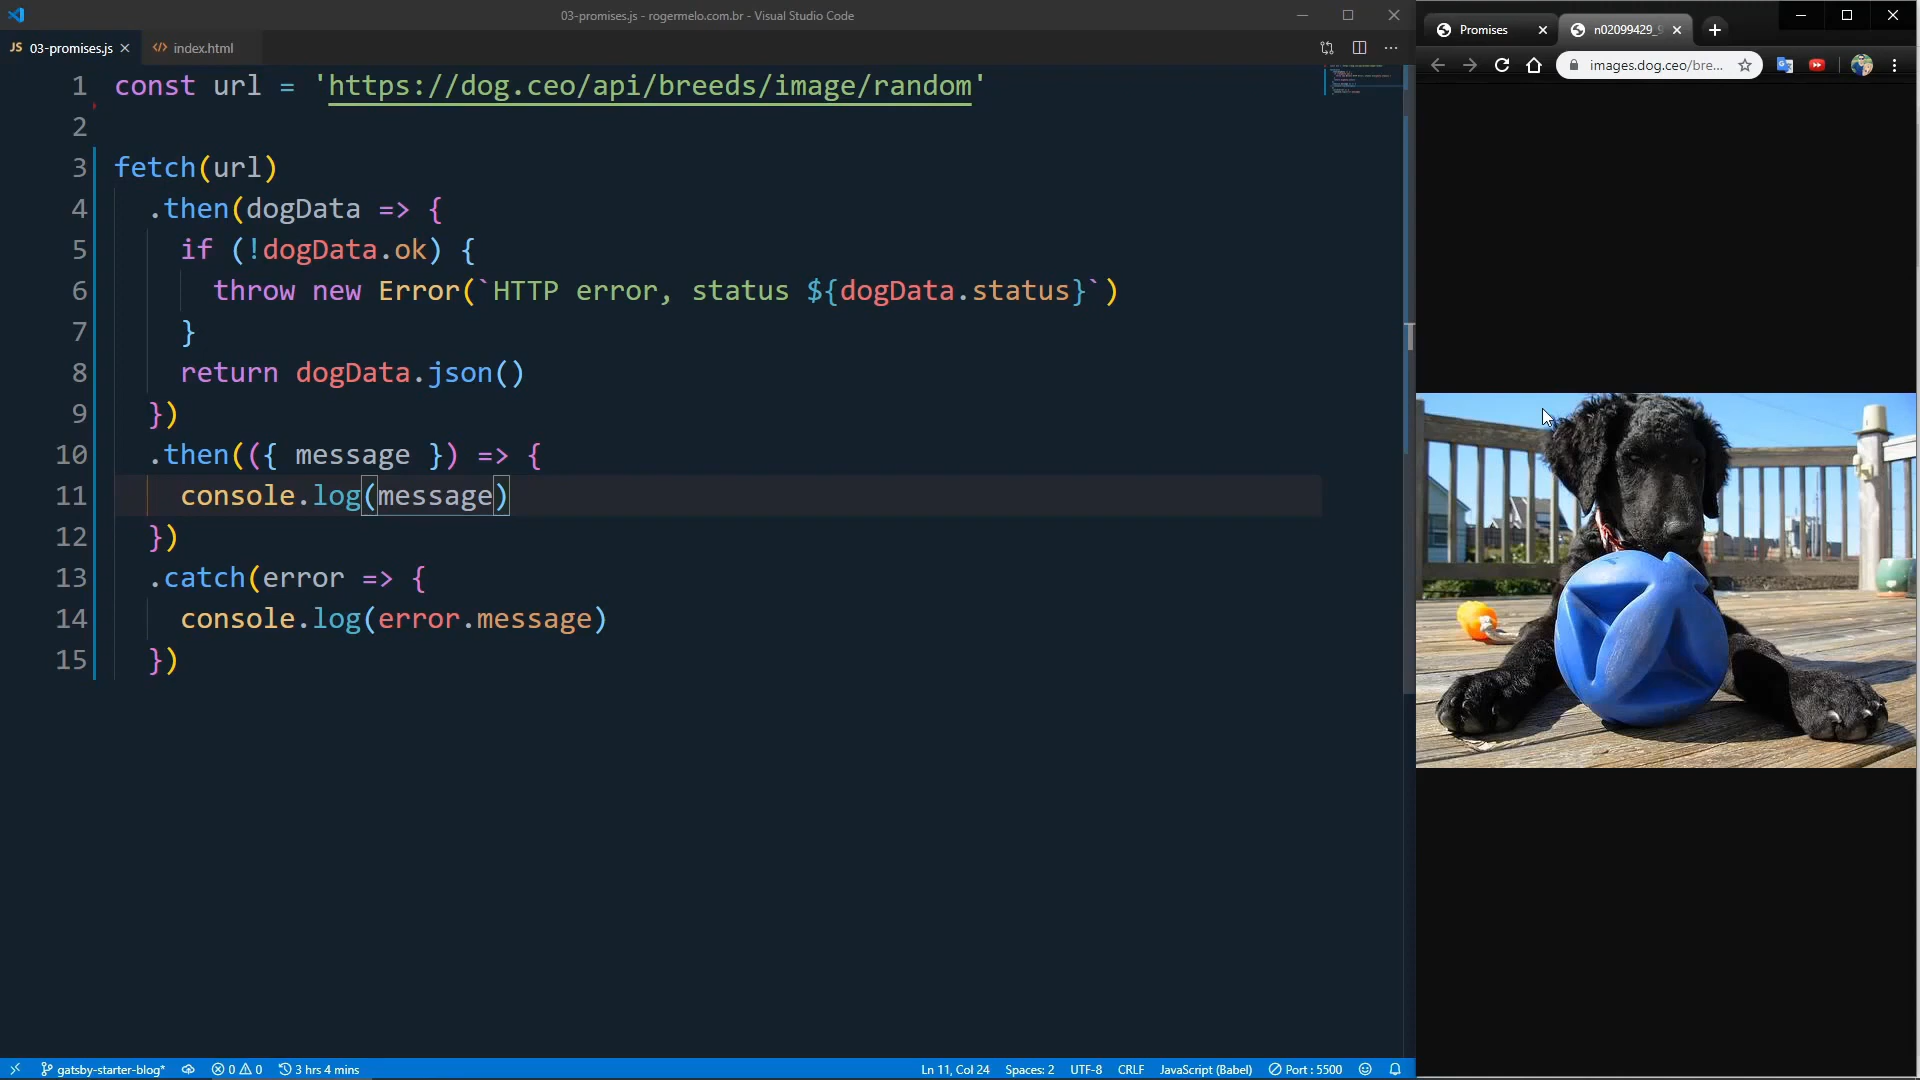 03-promises.js - rogermelo.com.br - Visual Studio Code
JS 03-promises.js
index.html
1 const url = 'https://dog.ceo/api/breeds/image/random'
2
3 fetch(url)
4 .then(dogData => {
5 if (!dogData.ok) {
6 throw new Error(`HTTP error, status ${dogData.status}`)
7 }
8 return dogData.json()
9 })
10 .then(({ message }) => {
11 console.log(message)
12 })
13 .catch(error => {
14 console.log(error.message)
15 })
Promises
n02099429_9
images.dog.ceo/bre...
gatsby-starter-blog* 0 0 3 hrs 4 mins Ln 11, Col 24 Spaces: 2 UTF-8 CRLF JavaScript (Babel) Port : 5500